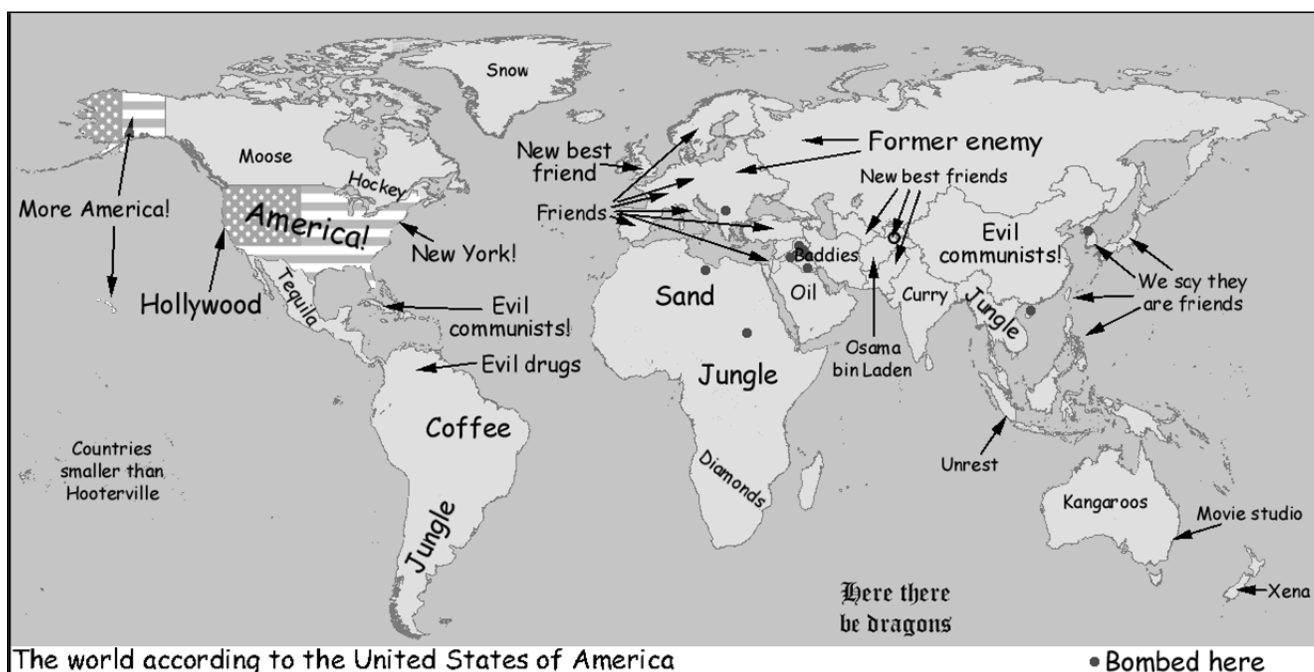 Snow
Moose
Hockey
New best
friend
Former enemy
New best friends
More America!
America!
Friends
New York!
Baddies
Evil
communists!
Hollywood
Tequila
Sand
Oil
Curry
Jungle
We say they
are friends
Evil
communists!
Evil drugs
Jungle
Osama
bin Laden
Coffee
Countries
smaller than
Hooterville
Diamonds
Unrest
Kangaroos
Movie studio
Jungle
Here there
be dragons
Xena
The world according to the United States of America
Bombed here